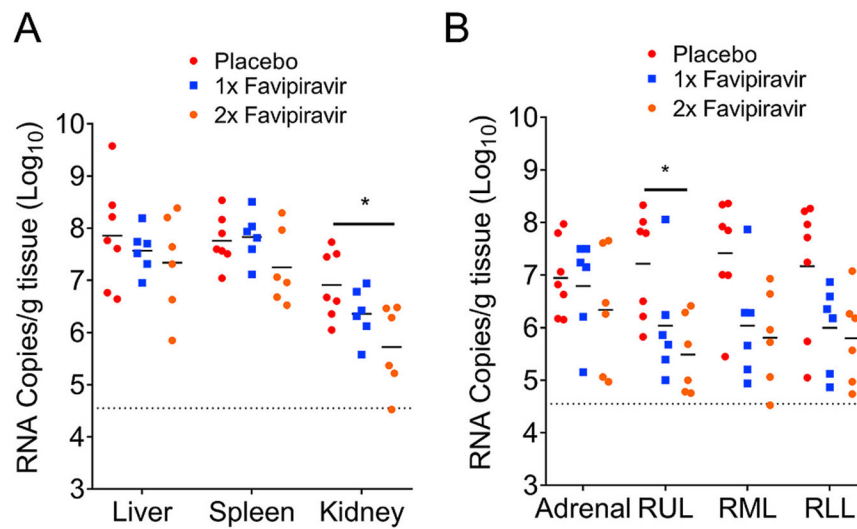 A
Placebo
1x Favipiravir
2x Favipiravir
RNA Copies/g tissue (Log10)
10
9
8
7
6
5
4
3
*
Liver Spleen Kidney
B
Placebo
1x Favipiravir
2x Favipiravir
RNA Copies/g tissue (Log10)
10
9
8
7
6
5
4
3
*
Adrenal RUL RML RLL